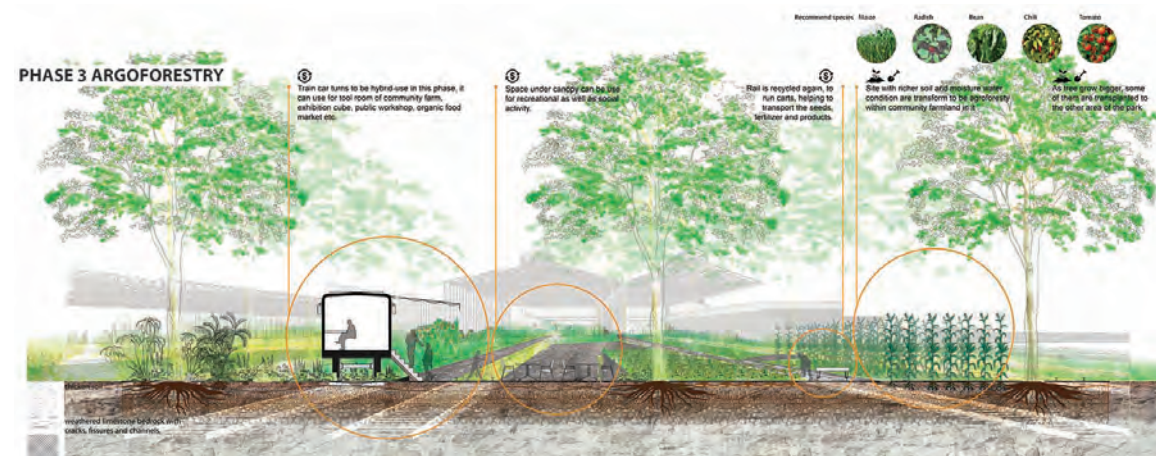 Recommend species: Maize Radish Bean Chili Tomato
PHASE 3 ARGOFORESTRY
Train car turns to be hybrid-use in this phase, it
can use for tool room of community farm,
exhibition cube, public workshop, organic food
market etc.
Space under canopy can be use
for recreational as well as social
activity.
Rail is recycled again, to
run carts, helping to
transport the seeds,
fertilizer and products.
Site with richer soil and moisture water
condition are transform to be agroforesty
within community farmland in it.
As tree grow bigger, some
of them are transplanted to
the other area of the park.
weathered limestone bedrock with
cracks, fissures and channels.